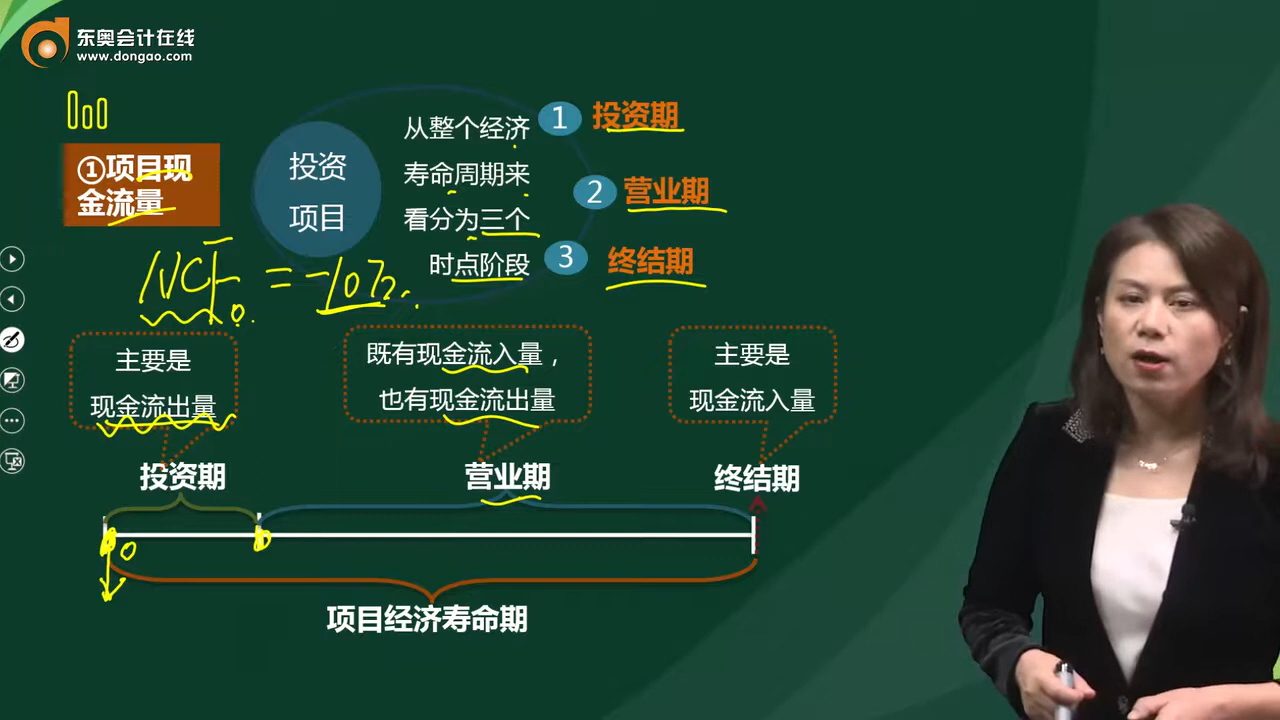 东奥会计在线
www.dongao.com
①项目现
金流量
投资
项目
从整个经济
寿命周期来
看分为三个
时点阶段
1 投资期
2 营业期
3 终结期
NCF₀ = -10万
主要是
现金流出量
既有现金流入量，
也有现金流出量
主要是
现金流入量
投资期
营业期
终结期
0
项目经济寿命期